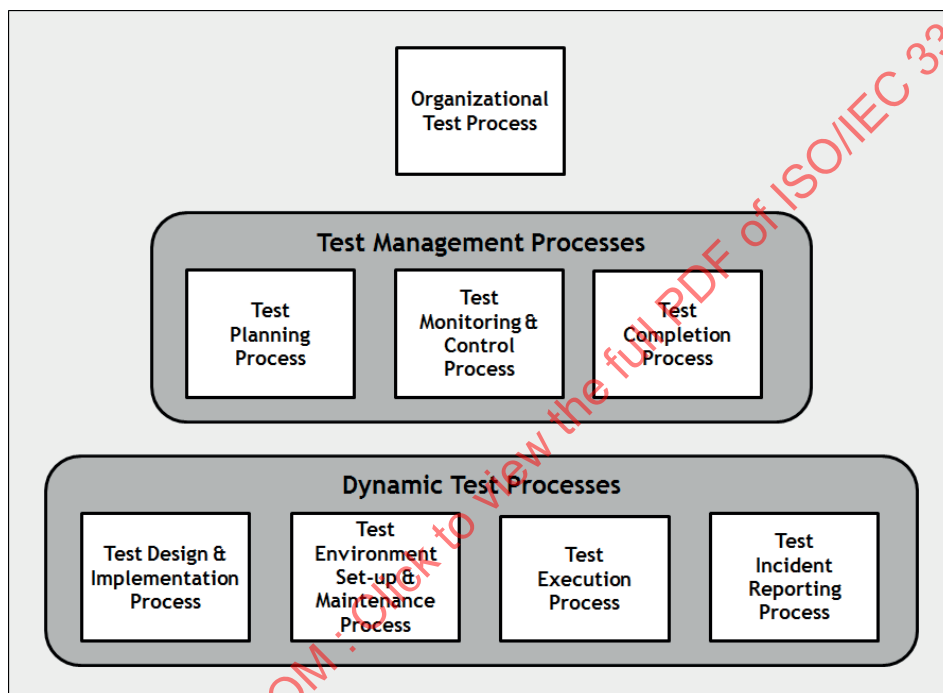 Organizational
Test Process
Test Management Processes
Test
Planning
Process
Test
Monitoring &
Control
Process
Test
Completion
Process
Dynamic Test Processes
Test Design &
Implementation
Process
Test
Environment
Set-up &
Maintenance
Process
Test
Execution
Process
Test
Incident
Reporting
Process
OM : Click to view the full PDF of ISO/IEC 33